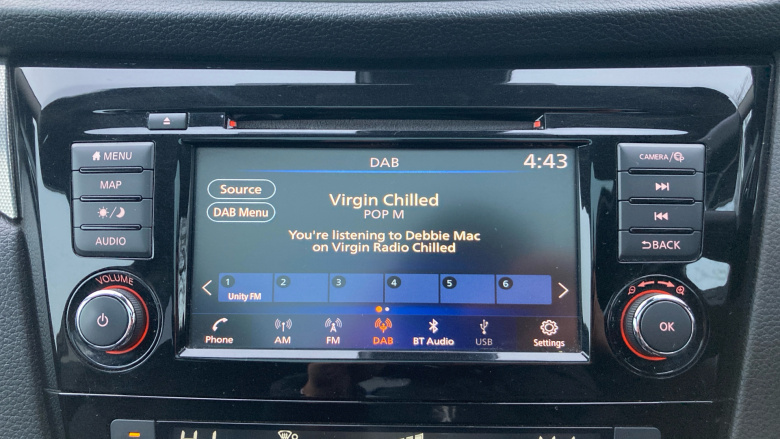 DAB
4:43
MENU
MAP
AUDIO
VOLUME
Source
DAB Menu
Virgin Chilled
POP M
You're listening to Debbie Mac
on Virgin Radio Chilled
1 2 3 4 5 6
Unity FM
Phone AM FM DAB BT Audio USB Settings
CAMERA/
BACK
OK